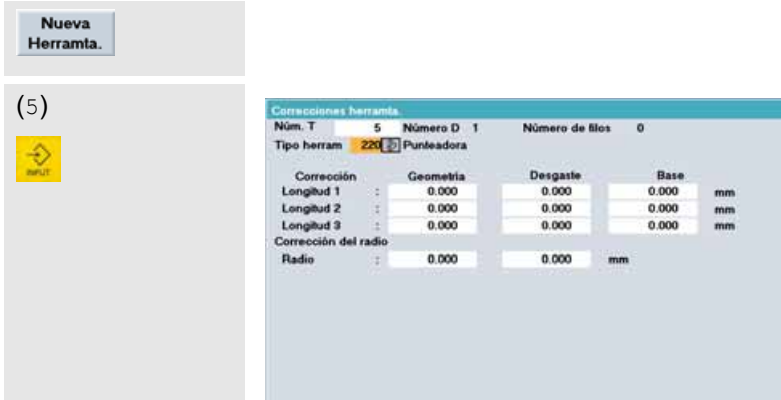 Nueva
Herramta.
(5)
INPUT
Correcciones herramta.
Núm. T 5 Número D 1 Número de filos 0
Tipo herram 220 Punteadora
Corrección Geometria Desgaste Base
Longitud 1 : 0.000 0.000 0.000 mm
Longitud 2 : 0.000 0.000 0.000 mm
Longitud 3 : 0.000 0.000 0.000 mm
Corrección del radio
Radio : 0.000 0.000 mm